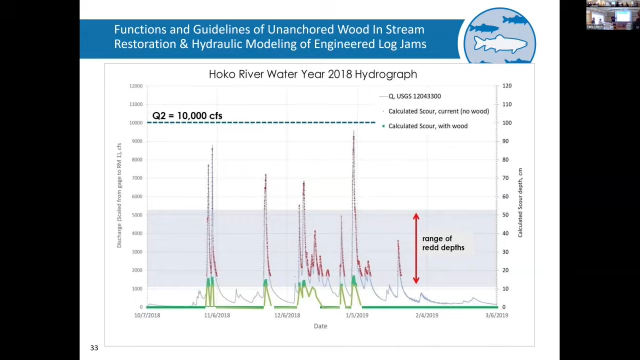 Functions and Guidelines of Unanchored Wood In Stream
Restoration & Hydraulic Modeling of Engineered Log Jams
Hoko River Water Year 2018 Hydrograph
Q2 = 10,000 cfs
Q, USGS 12043300
Calculated Scour, current (no wood)
Calculated Scour, with wood
range of
redd depths
Discharge (Scaled from gage to RM 1), cfs
12000
11000
10000
9000
8000
7000
6000
5000
4000
3000
2000
1000
0
120
110
100
90
80
70
60
50
40
30
20
10
0
Calculated Scour depth, cm
10/7/2018
11/6/2018
12/6/2018
1/5/2019
2/4/2019
3/6/2019
Date
33